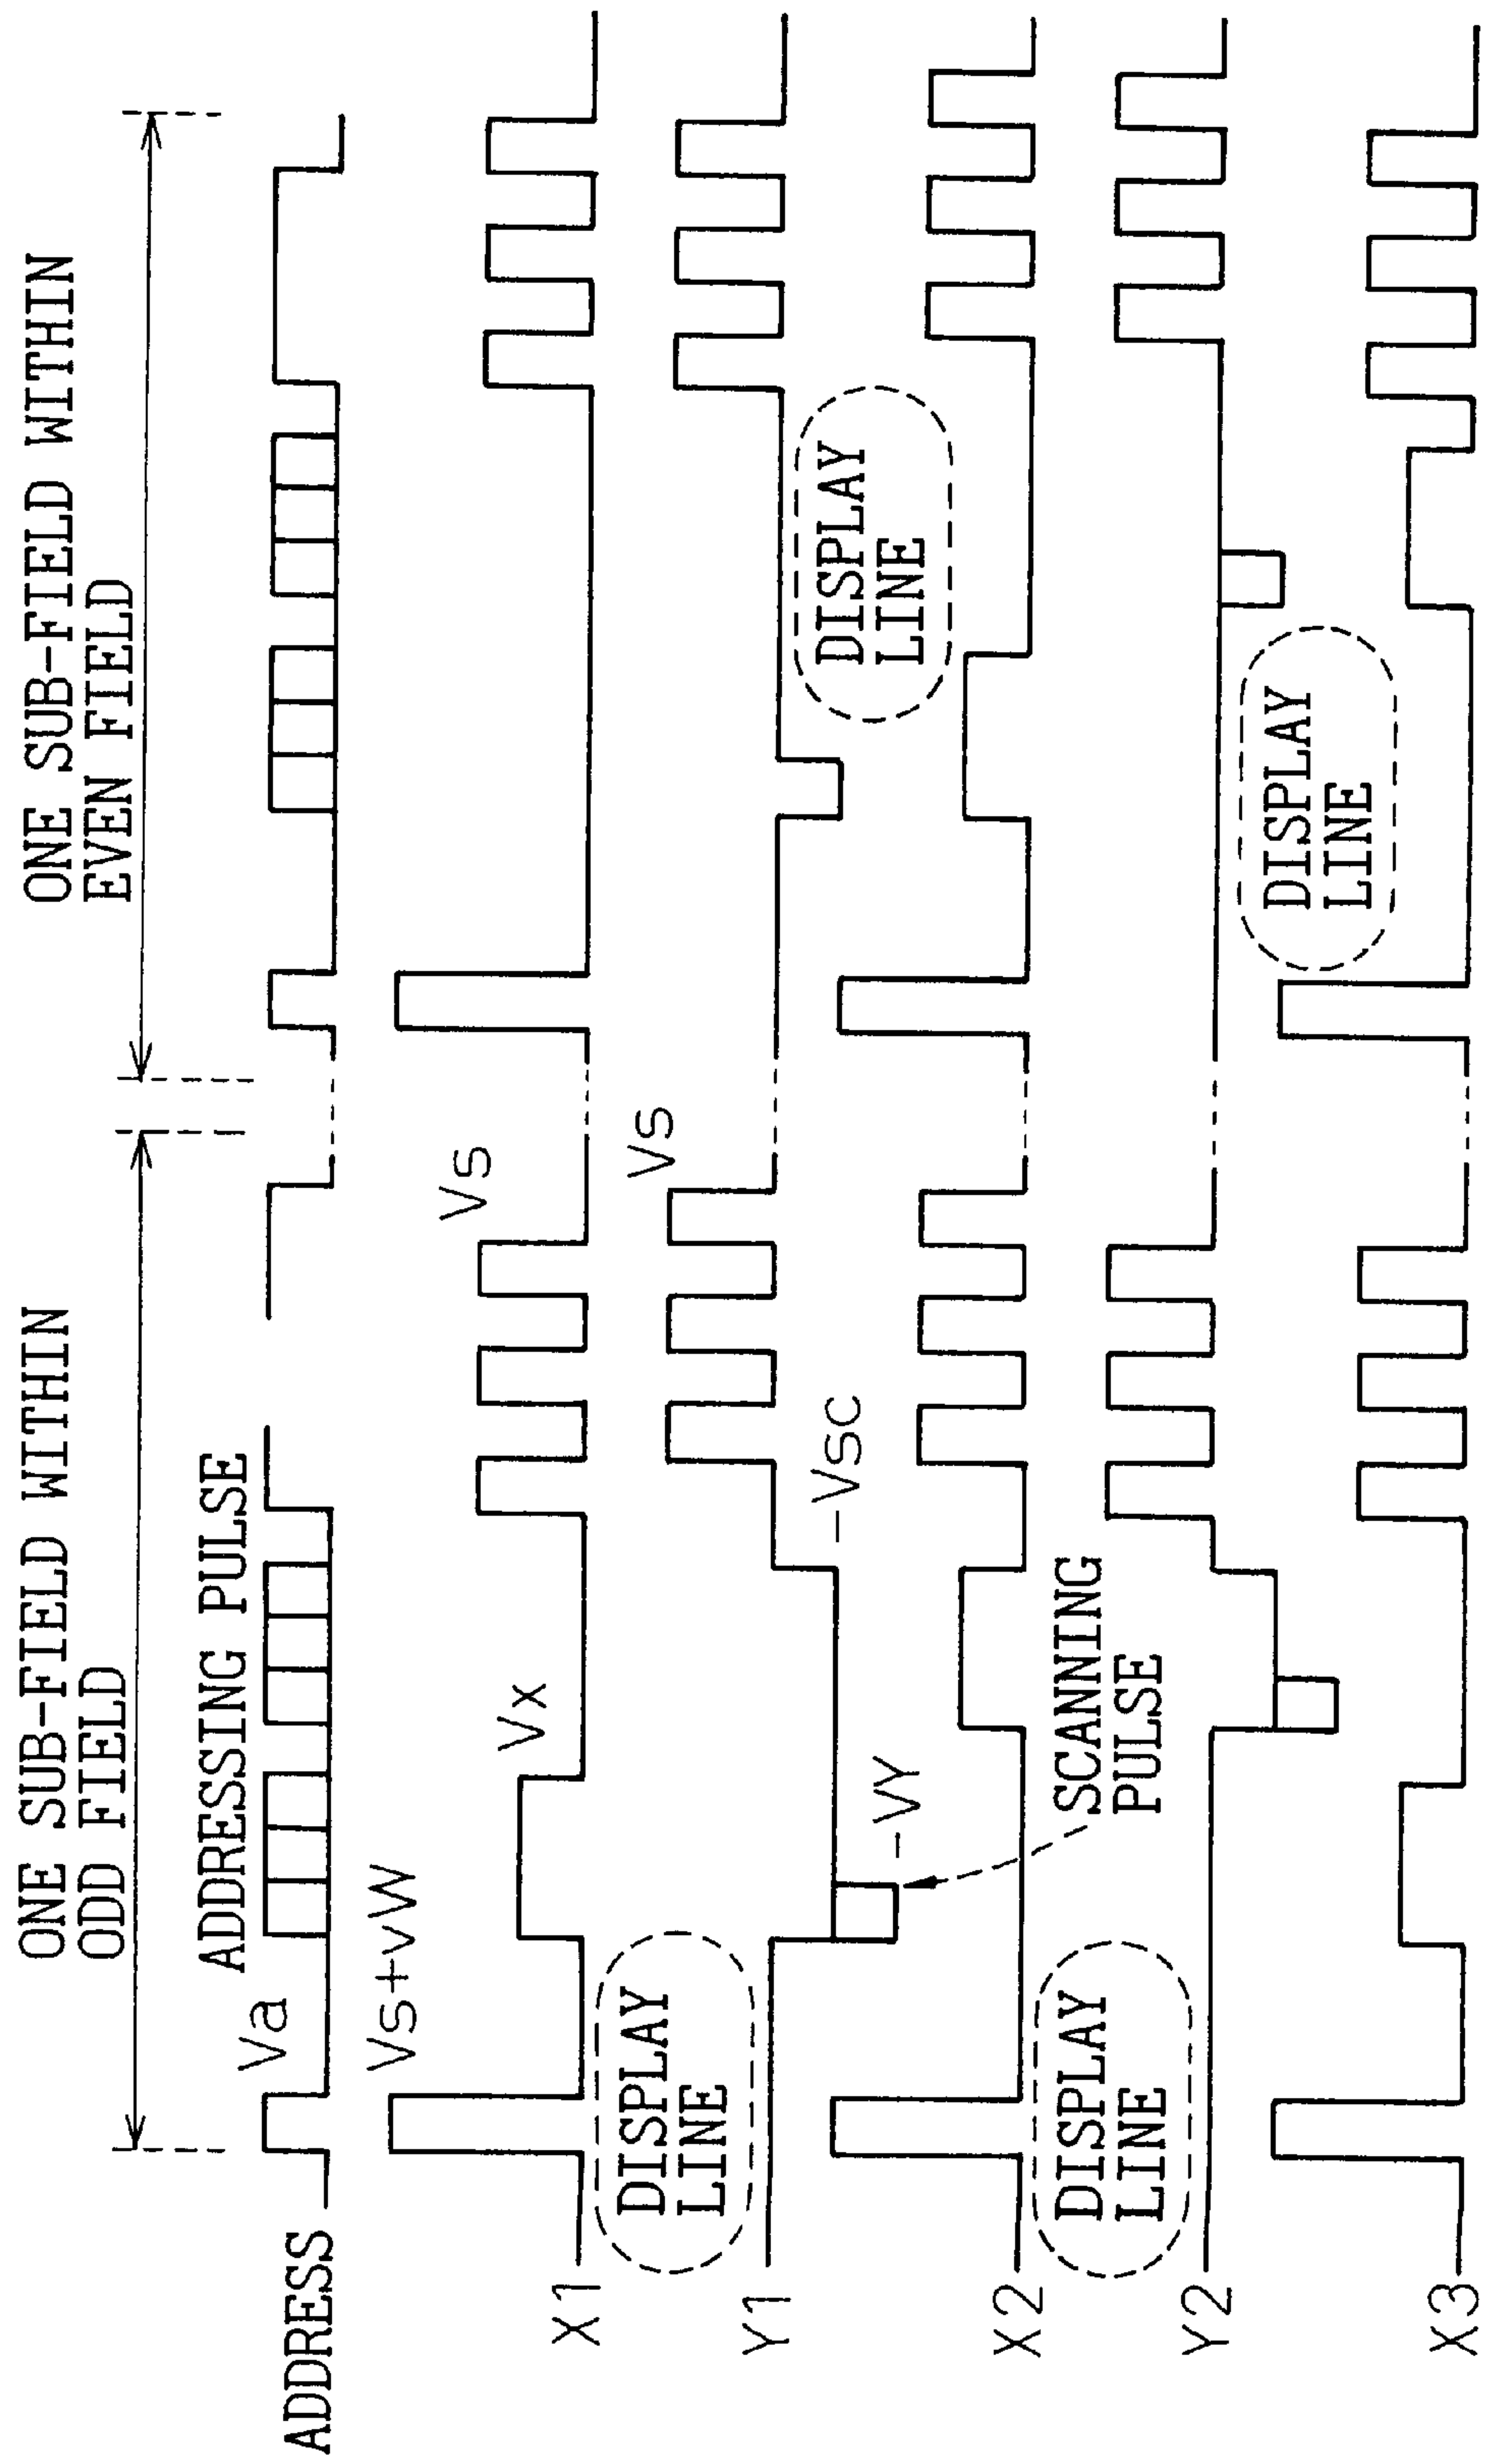 ONE SUB-FIELD WITHIN
ODD FIELD
ONE SUB-FIELD WITHIN
EVEN FIELD
ADDRESSING PULSE
Va
ADDRESS
Vs+vW
Vx
Vs
X1
DISPLAY
LINE
Vs
Y1
-Vsc
-VY
DISPLAY
LINE
X2
SCANNING
PULSE
DISPLAY
LINE
Y2
DISPLAY
LINE
X3